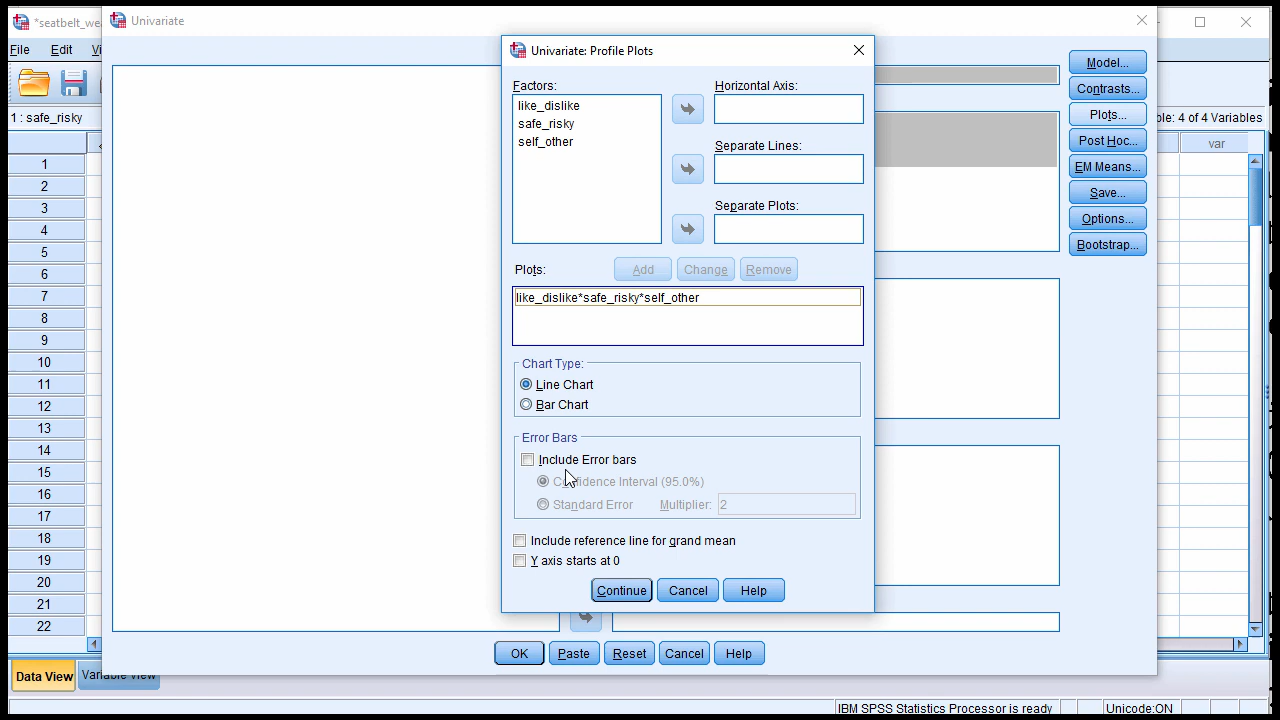 *seatbelt_we
Univariate
File
Edit
V
1 : safe_risky
ble: 4 of 4 Variables
var
1
2
3
4
5
6
7
8
9
10
11
12
13
14
15
16
17
18
19
20
21
22
Univariate: Profile Plots
Factors:
like_dislike
safe_risky
self_other
Horizontal Axis:
Separate Lines:
Separate Plots:
Plots:
Add
Change
Remove
like_dislike*safe_risky*self_other
Chart Type:
Line Chart
Bar Chart
Error Bars
Include Error bars
Confidence Interval (95.0%)
Standard Error
Multiplier:
2
Include reference line for grand mean
Y axis starts at 0
Continue
Cancel
Help
Model...
Contrasts...
Plots...
Post Hoc...
EM Means...
Save...
Options...
Bootstrap...
OK
Paste
Reset
Cancel
Help
Data View
Variable View
IBM SPSS Statistics Processor is ready
Unicode:ON